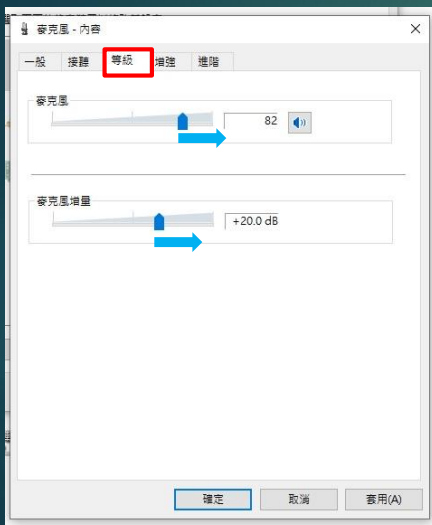 麥克風 - 內容
一般 接聽 等級 增強 進階
麥克風
82
麥克風增量
+20.0 dB
確定 取消 套用(A)